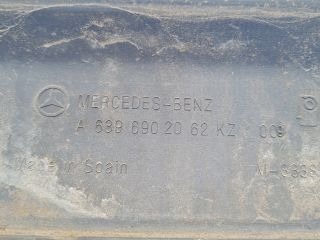 MERCEDES-BENZ
A 639 690 20 62 KZ 009
Made in Spain